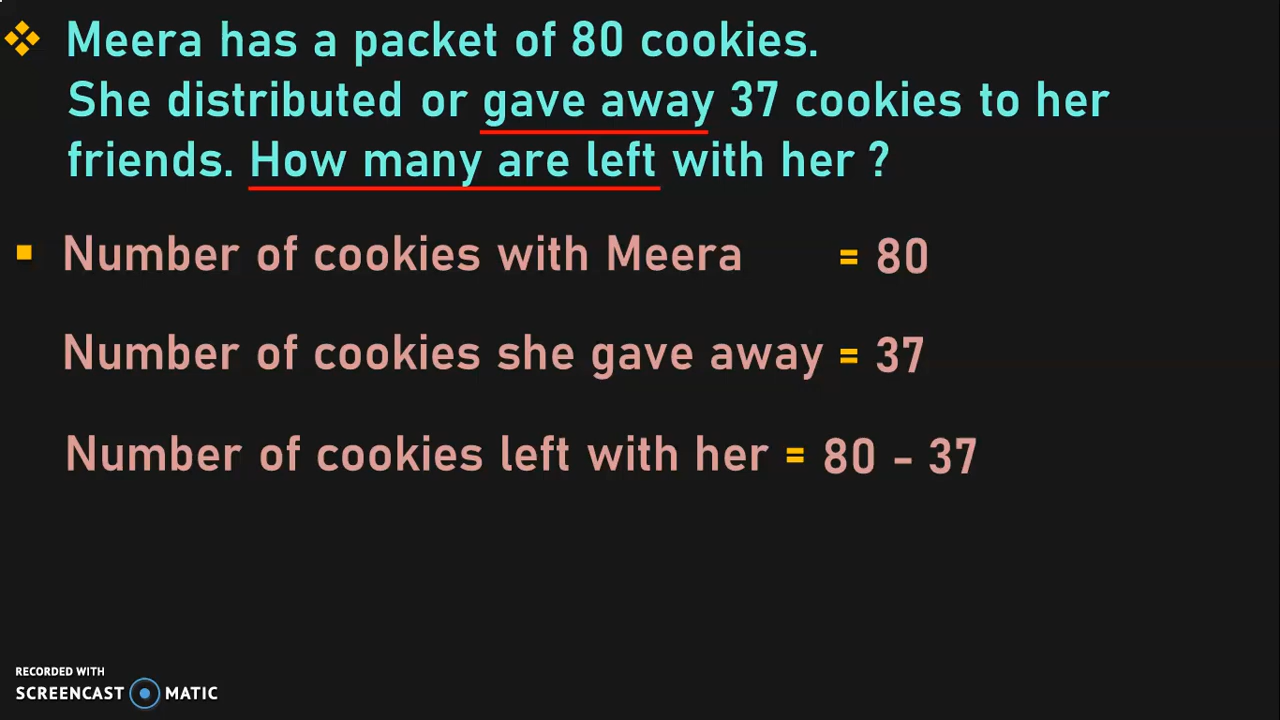 Meera has a packet of 80 cookies.
She distributed or gave away 37 cookies to her
friends. How many are left with her ?
Number of cookies with Meera = 80
Number of cookies she gave away = 37
Number of cookies left with her = 80 - 37
RECORDED WITH
SCREENCAST MATIC